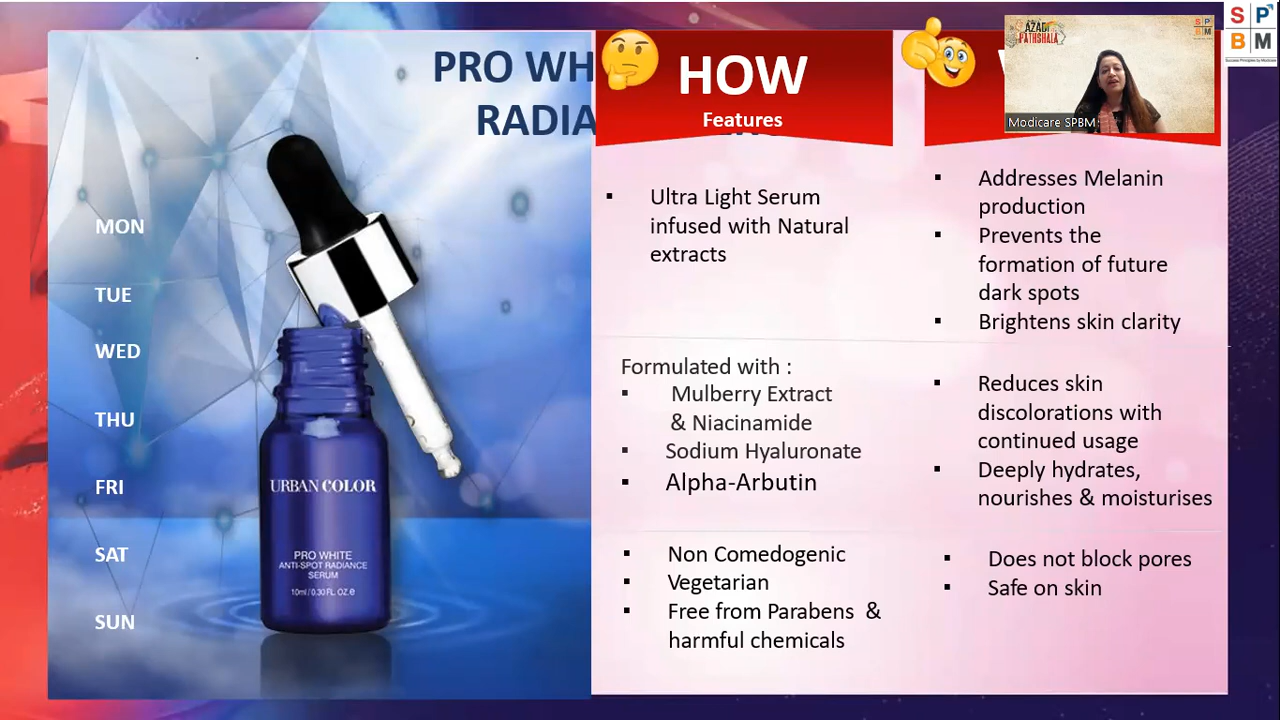 PRO WH
RADIA
HOW
Features
MON
TUE
WED
THU
FRI
SAT
SUN
URBAN COLOR
PRO WHITE
ANTI-SPOT RADIANCE
SERUM
10ml/0.30 FL. OZ.e
▪ Ultra Light Serum
infused with Natural
extracts
Formulated with :
▪ Mulberry Extract
& Niacinamide
▪ Sodium Hyaluronate
▪ Alpha-Arbutin
▪ Non Comedogenic
▪ Vegetarian
▪ Free from Parabens &
harmful chemicals
▪ Addresses Melanin
production
▪ Prevents the
formation of future
dark spots
▪ Brightens skin clarity
▪ Reduces skin
discolorations with
continued usage
▪ Deeply hydrates,
nourishes & moisturises
▪ Does not block pores
▪ Safe on skin
AZADI
PATHSHALA
Modicare SPBM
S P
B M
Success Principles by Modicare